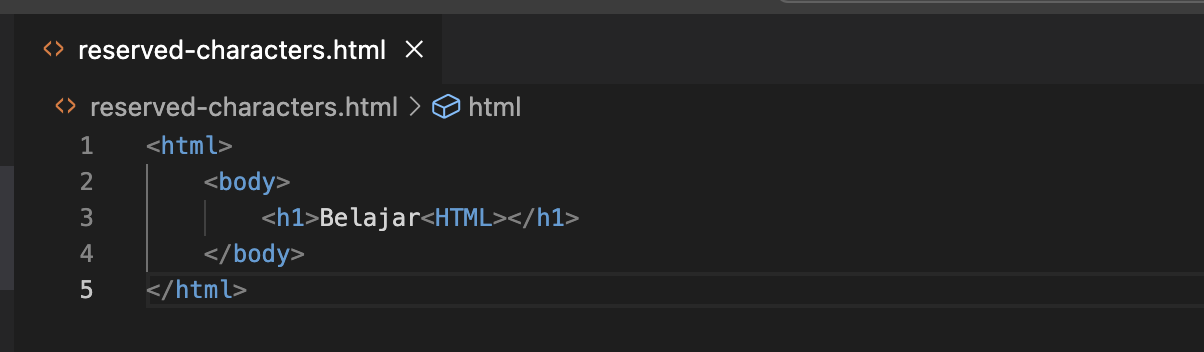 reserved-characters.html
reserved-characters.html > html
1 <html>
2 <body>
3 <h1>Belajar<HTML></h1>
4 </body>
5 </html>